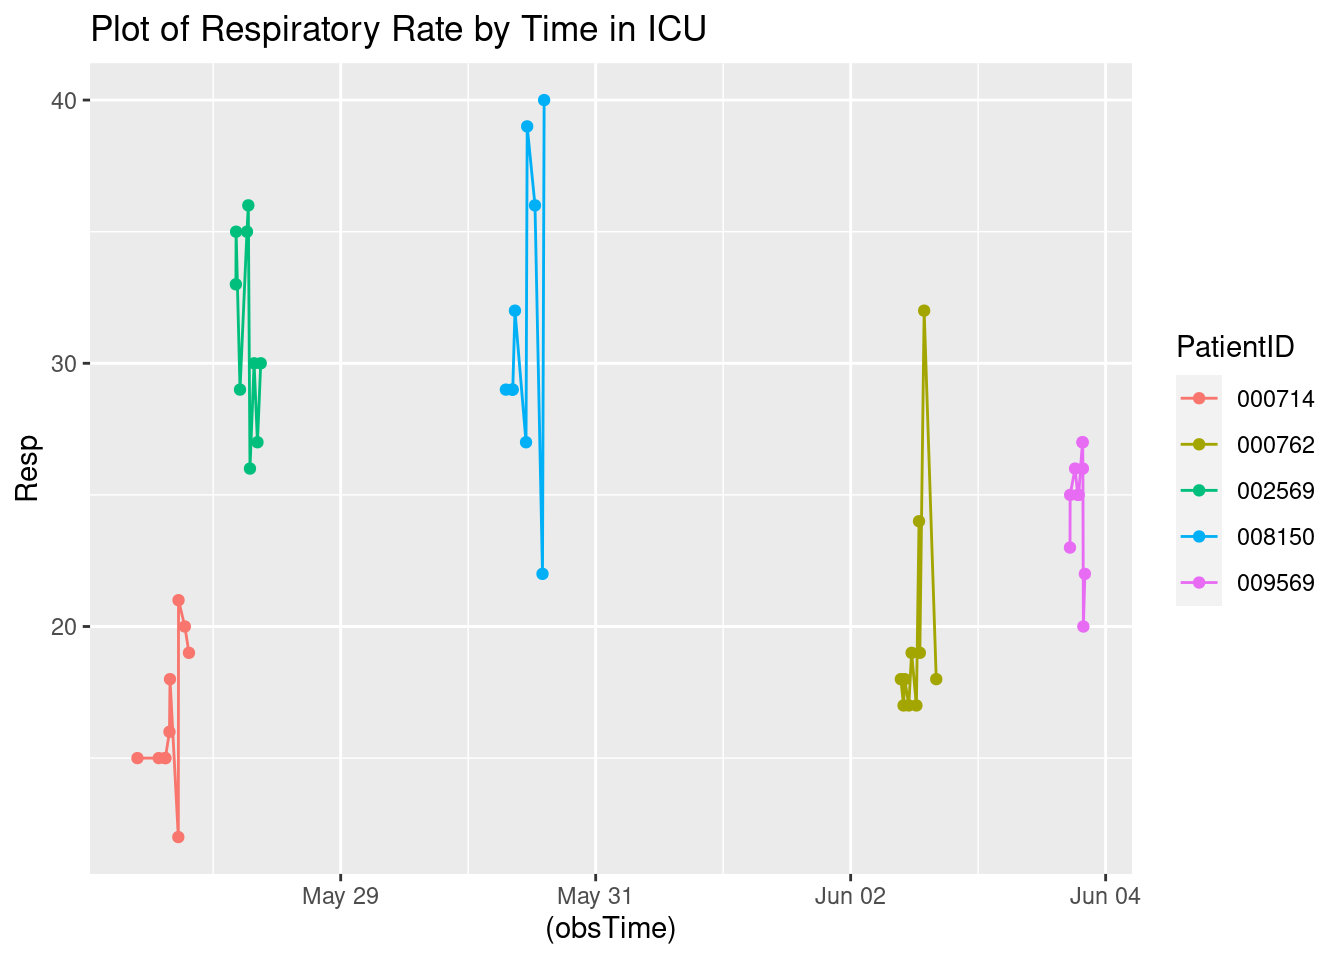 Plot of Respiratory Rate by Time in ICU
40
30
20
Resp
May 29
May 31
Jun 02
Jun 04
(obsTime)
PatientID
000714
000762
002569
008150
009569